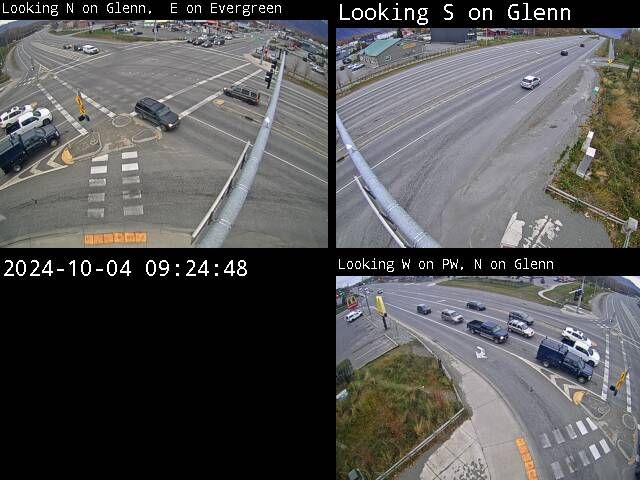 Looking N on Glenn,  E on Evergreen
Looking S on Glenn
2024-10-04 09:24:48
Looking W on PW, N on Glenn